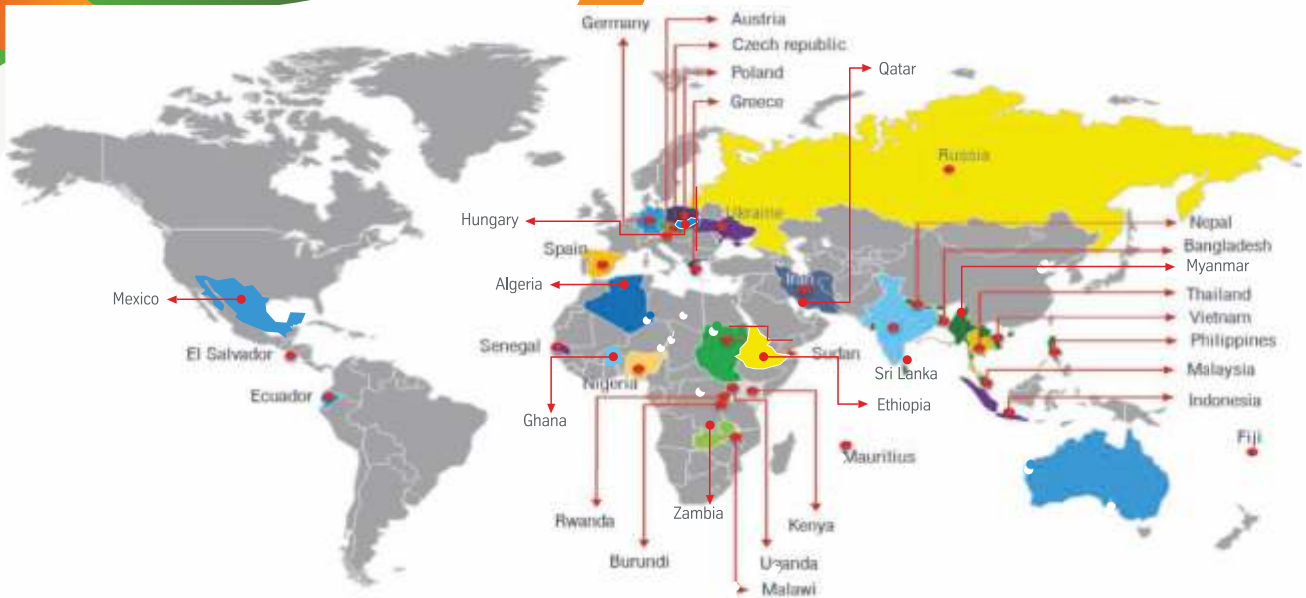 Germany
Austria
Czech republic
Poland
Greece
Qatar
Russia
Hungary
Ukraine
Spain
Algeria
Iran
Nepal
Bangladesh
Myanmar
Thailand
Vietnam
Philippines
Malaysia
Indonesia
Mexico
El Salvador
Ecuador
Senegal
Nigeria
Ghana
Sudan
Sri Lanka
Ethiopia
Mauritius
Fiji
Rwanda
Zambia
Kenya
Burundi
Uganda
Malawi